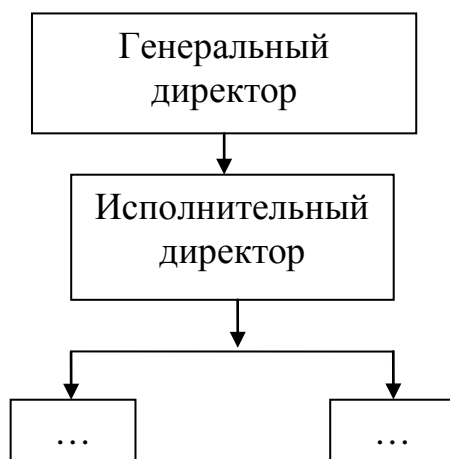 Генеральный
директор
Исполнительный
директор
… …